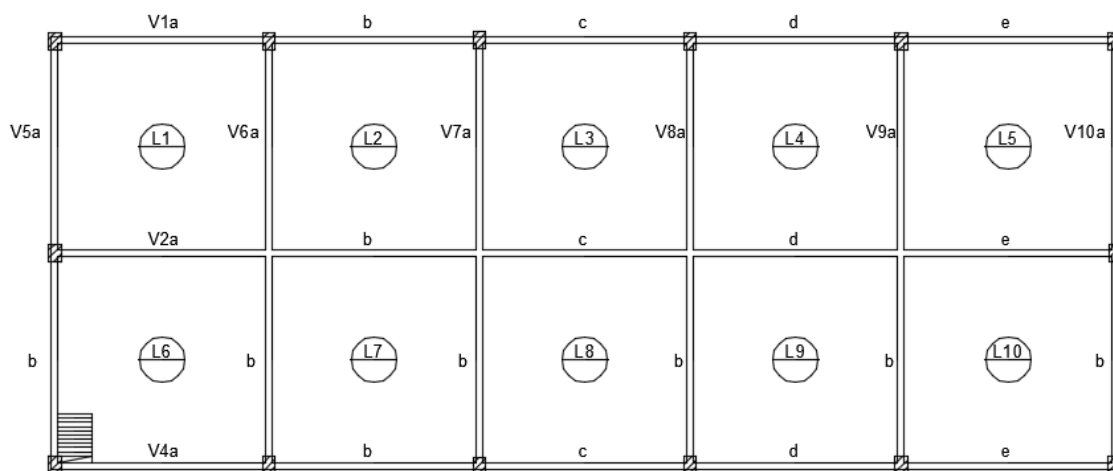 V1a b c d e
V5a L1 V6a L2 V7a L3 V8a L4 V9a L5 V10a
V2a b c d e
b L6 b L7 b L8 b L9 b L10 b
V4a b c d e